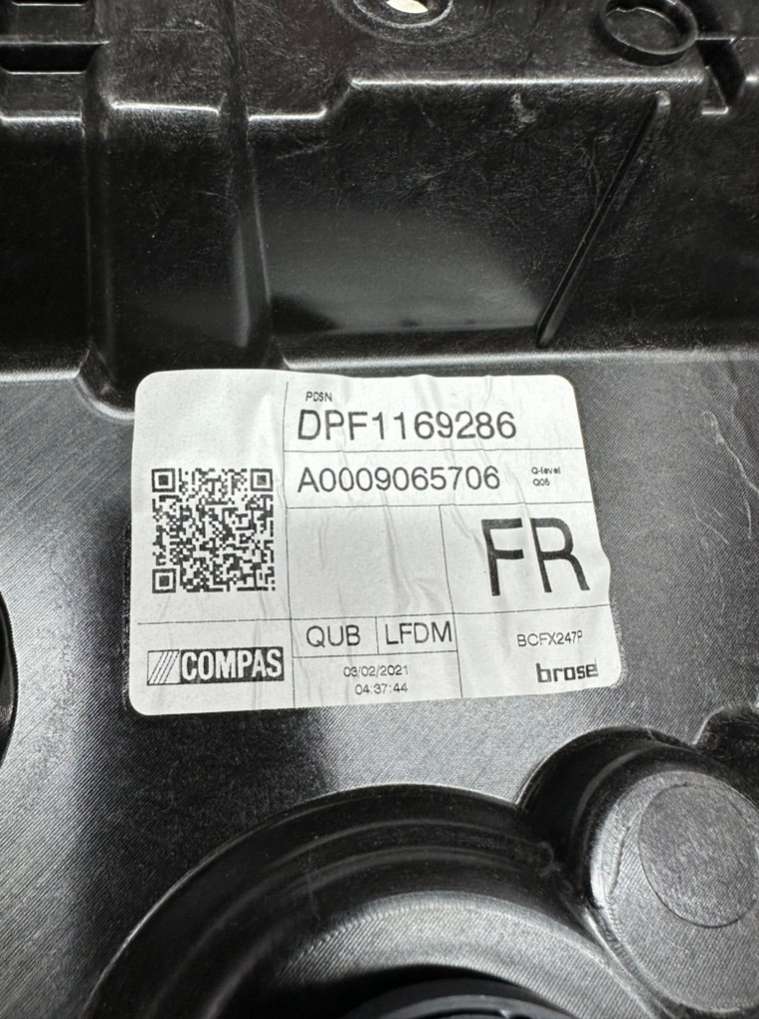 PDSN
DPF1169286
A0009065706
Q-level
Q05
FR
QUB
LFDM
BCFX247P
COMPAS
03/02/2021
04:37:44
brose